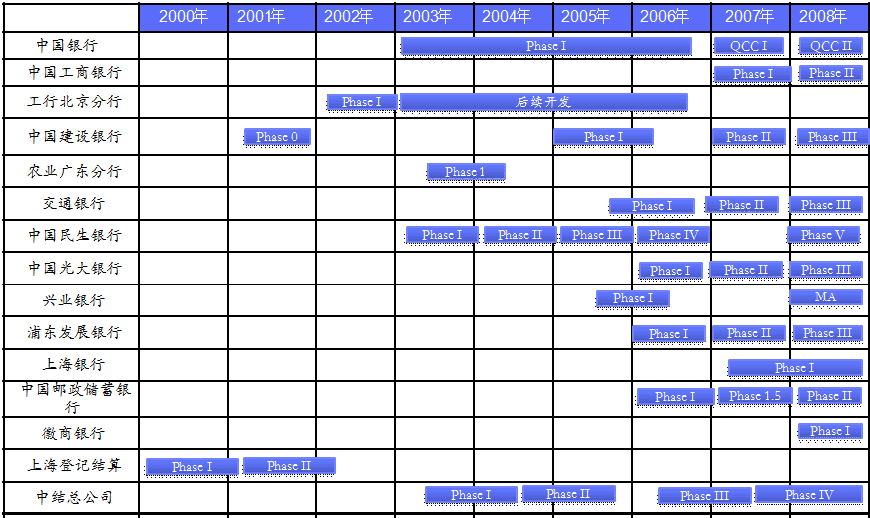 2000年 2001年 2002年 2003年 2004年 2005年 2006年 2007年 2008年
中国银行 Phase I QCC I QCC II
中国工商银行 Phase I Phase II
工行北京分行 Phase I 后续开发
中国建设银行 Phase 0 Phase I Phase II Phase III
农业广东分行 Phase 1
交通银行 Phase I Phase II Phase III
中国民生银行 Phase I Phase II Phase III Phase IV Phase V
中国光大银行 Phase I Phase II Phase III
兴业银行 Phase I MA
浦东发展银行 Phase I Phase II Phase III
上海银行 Phase I
中国邮政储蓄银
行 Phase I Phase 1.5 Phase II
徽商银行 Phase I
上海登记结算 Phase I Phase II
中结总公司 Phase I Phase II Phase III Phase IV